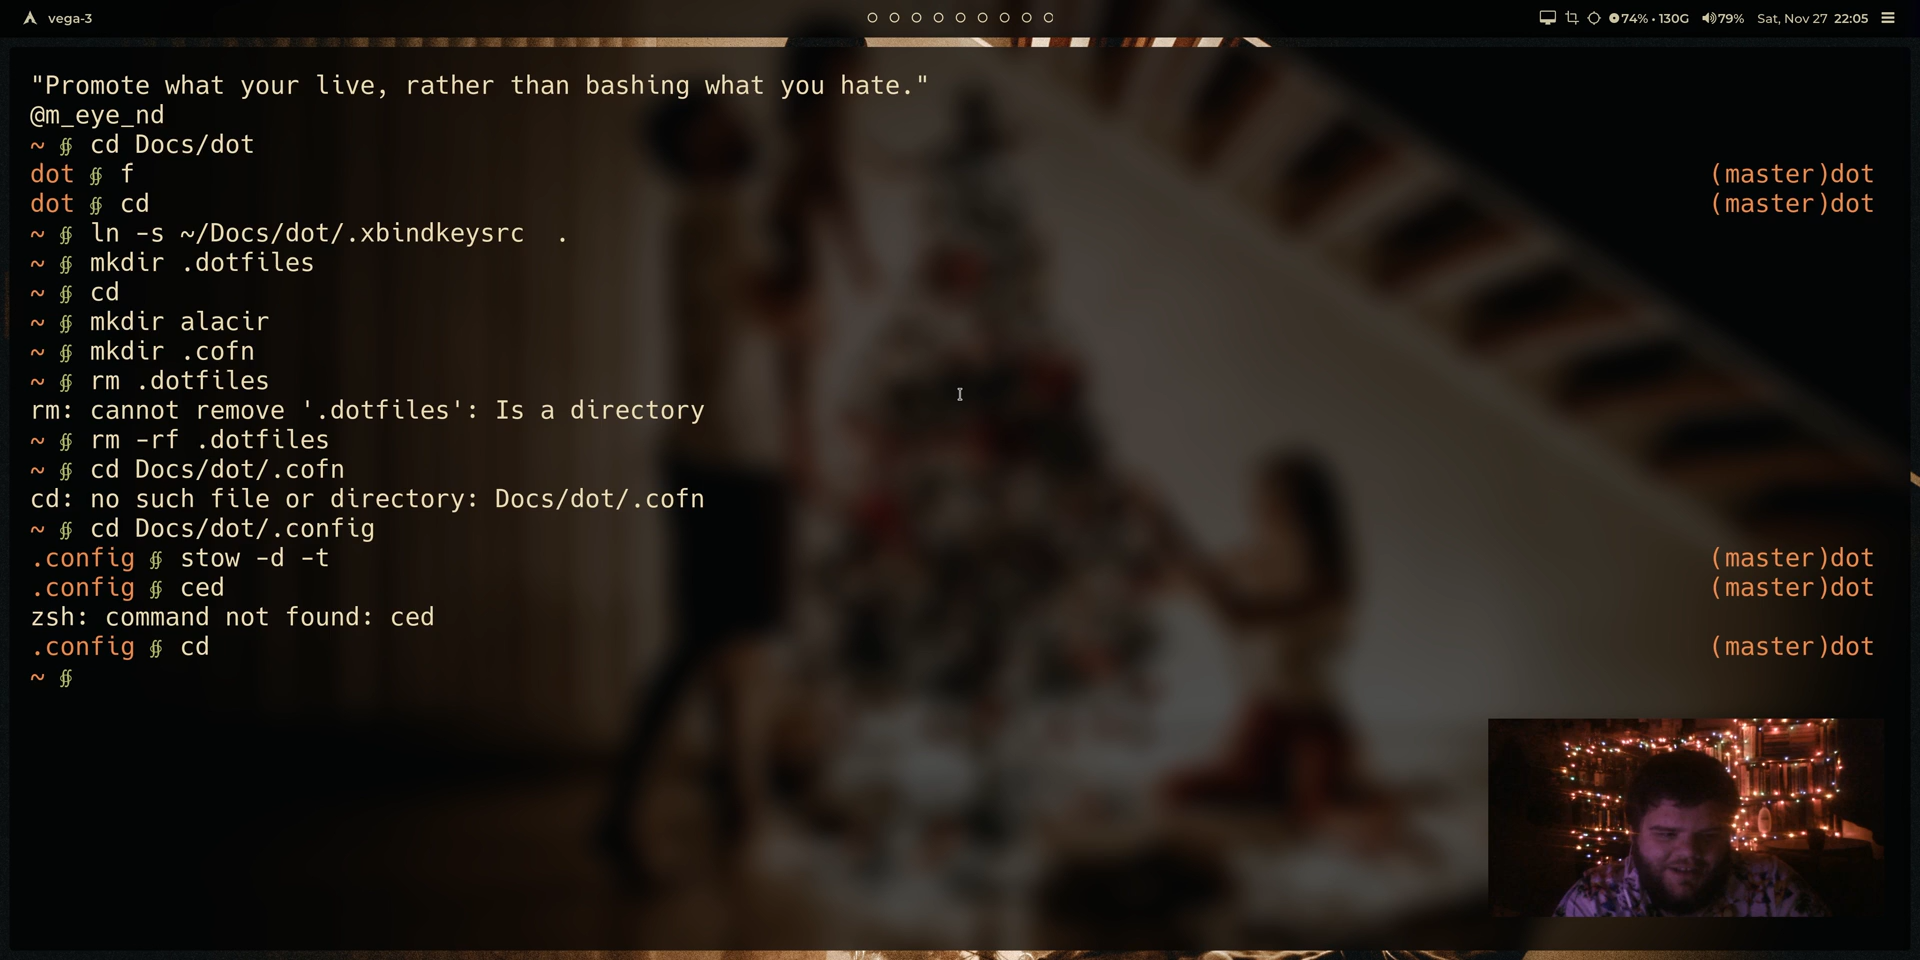 vega-3
74% • 130G 79% Sat, Nov 27 22:05
"Promote what your live, rather than bashing what you hate."
@m_eye_nd
~ ∯ cd Docs/dot
dot ∯ f (master)dot
dot ∯ cd (master)dot
~ ∯ ln -s ~/Docs/dot/.xbindkeysrc .
~ ∯ mkdir .dotfiles
~ ∯ cd
~ ∯ mkdir alacir
~ ∯ mkdir .cofn
~ ∯ rm .dotfiles
rm: cannot remove '.dotfiles': Is a directory
~ ∯ rm -rf .dotfiles
~ ∯ cd Docs/dot/.cofn
cd: no such file or directory: Docs/dot/.cofn
~ ∯ cd Docs/dot/.config
.config ∯ stow -d -t (master)dot
.config ∯ ced (master)dot
zsh: command not found: ced
.config ∯ cd (master)dot
~ ∯